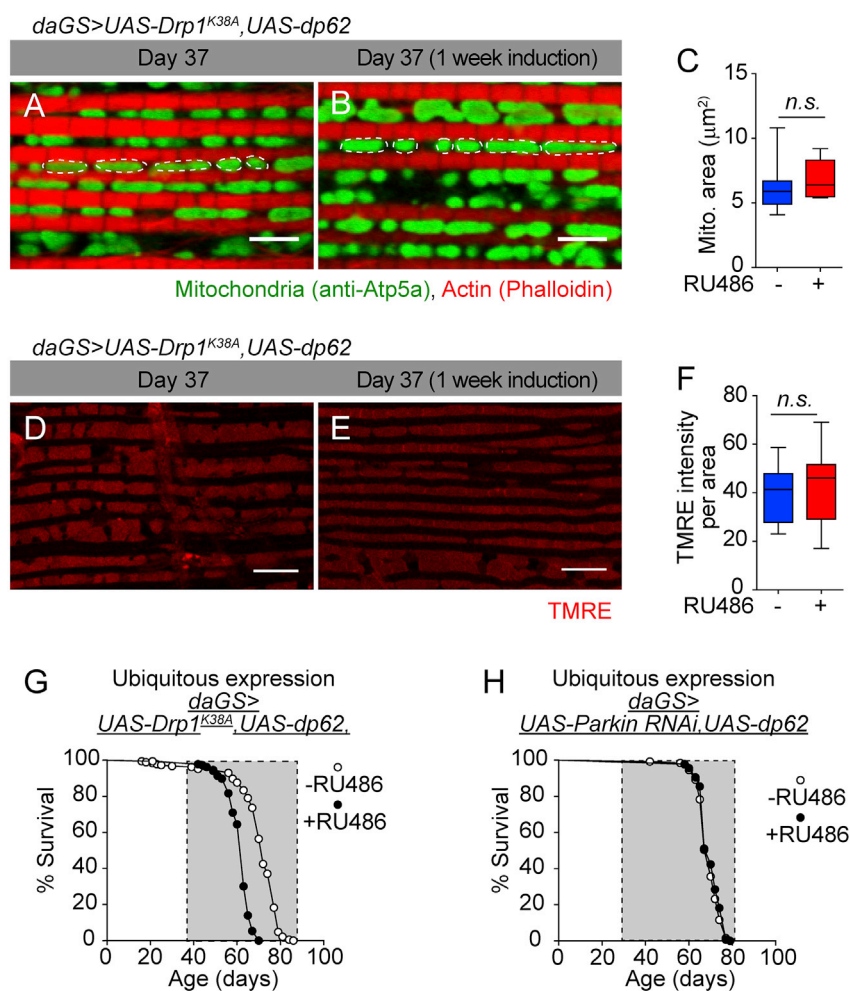 daGS>UAS-Drp1K38A,UAS-dp62
Day 37
Day 37 (1 week induction)
A
B
Mitochondria (anti-Atp5a), Actin (Phalloidin)
C
Mito. area (μm2)
15
10
5
0
n.s.
RU486 - +
daGS>UAS-Drp1K38A,UAS-dp62
Day 37
Day 37 (1 week induction)
D
E
TMRE
F
TMRE intensity
per area
80
60
40
20
0
n.s.
RU486 - +
G
Ubiquitous expression
daGS>
UAS-Drp1K38A,UAS-dp62,
-RU486
+RU486
% Survival
100
80
60
40
20
0
0 20 40 60 80 100
Age (days)
H
Ubiquitous expression
daGS>
UAS-Parkin RNAi,UAS-dp62
-RU486
+RU486
% Survival
100
80
60
40
20
0
0 20 40 60 80 100
Age (days)